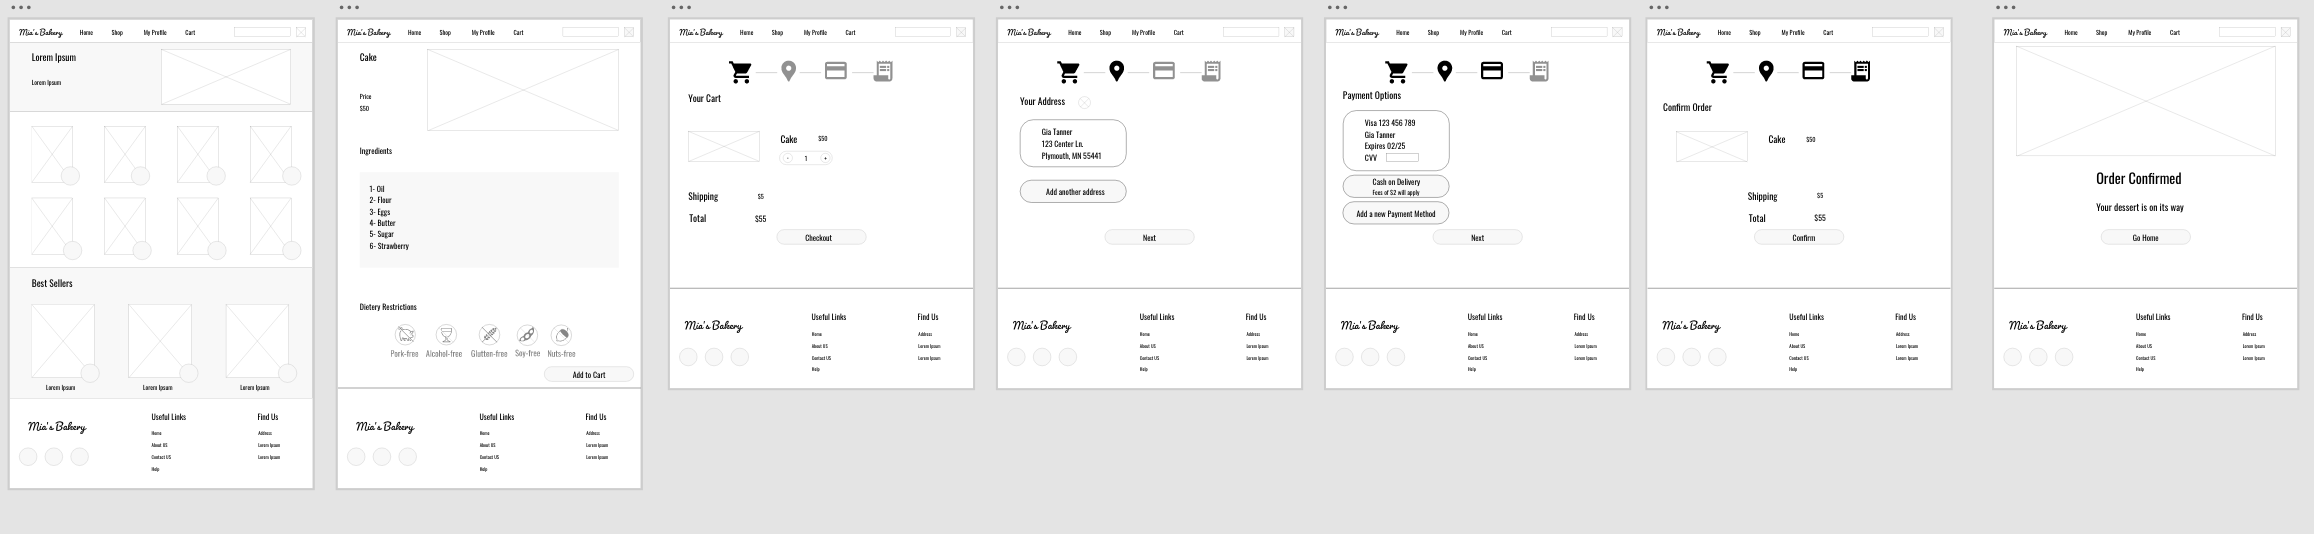 Mia's Bakery Home Shop My Profile Cart
Lorem Ipsum
Lorem Ipsum
Best Sellers
Lorem Ipsum Lorem Ipsum Lorem Ipsum
Mia's Bakery
Useful Links
Home
About US
Contact US
Help
Find Us
Address
Lorem Ipsum
Lorem Ipsum
Mia's Bakery Home Shop My Profile Cart
Cake
Price
$50
Ingredients
1- Oil
2- Flour
3- Eggs
4- Butter
5- Sugar
6- Strawberry
Dietary Restrictions
Pork-free Alcohol-free Glutten-free Soy-free Nuts-free
Add to Cart
Mia's Bakery
Useful Links
Home
About US
Contact US
Help
Find Us
Address
Lorem Ipsum
Lorem Ipsum
Mia's Bakery Home Shop My Profile Cart
Your Cart
Cake $50
- 1 +
Shipping $5
Total $55
Checkout
Mia's Bakery
Useful Links
Home
About US
Contact US
Help
Find Us
Address
Lorem Ipsum
Lorem Ipsum
Mia's Bakery Home Shop My Profile Cart
Your Address
Gia Tanner
123 Center Ln.
Plymouth, MN 55441
Add another address
Next
Mia's Bakery
Useful Links
Home
About US
Contact US
Help
Find Us
Address
Lorem Ipsum
Lorem Ipsum
Mia's Bakery Home Shop My Profile Cart
Payment Options
Visa 123 456 789
Gia Tanner
Expires 02/25
CVV
Cash on Delivery
Fees of $2 will apply
Add a new Payment Method
Next
Mia's Bakery
Useful Links
Home
About US
Contact US
Help
Find Us
Address
Lorem Ipsum
Lorem Ipsum
Mia's Bakery Home Shop My Profile Cart
Confirm Order
Cake $50
Shipping $5
Total $55
Confirm
Mia's Bakery
Useful Links
Home
About US
Contact US
Help
Find Us
Address
Lorem Ipsum
Lorem Ipsum
Mia's Bakery Home Shop My Profile Cart
Order Confirmed
Your dessert is on its way
Go Home
Mia's Bakery
Useful Links
Home
About US
Contact US
Help
Find Us
Address
Lorem Ipsum
Lorem Ipsum